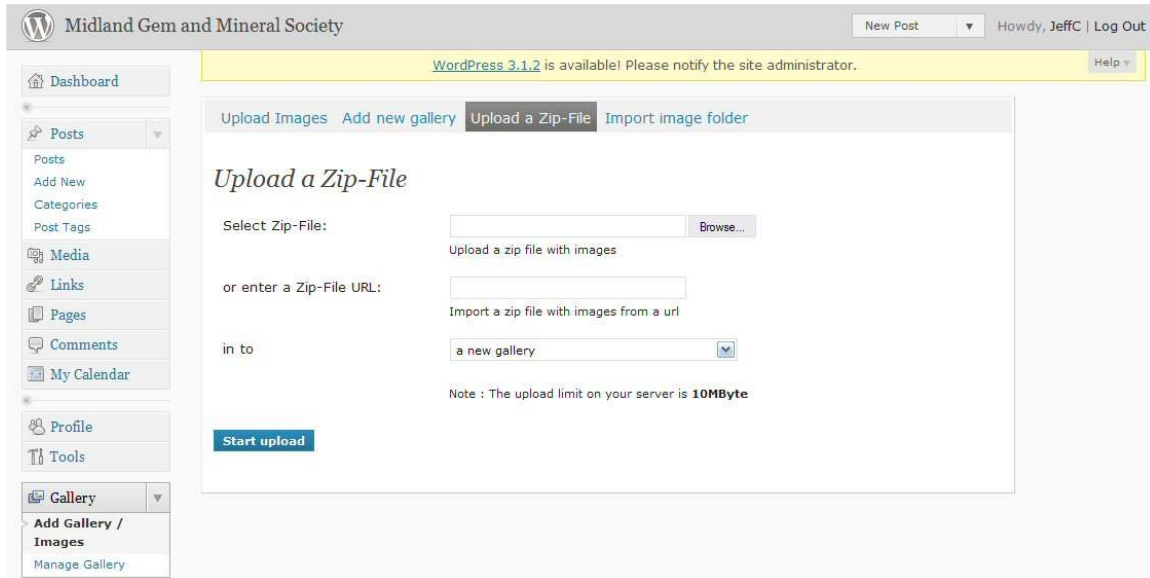 Midland Gem and Mineral Society
New Post
Howdy, JeffC | Log Out
WordPress 3.1.2 is available! Please notify the site administrator.
Help
Dashboard
Posts
Posts
Add New
Categories
Post Tags
Media
Links
Pages
Comments
My Calendar
Profile
Tools
Gallery
Add Gallery /
Images
Manage Gallery
Upload Images Add new gallery Upload a Zip-File Import image folder
Upload a Zip-File
Select Zip-File:
Browse...
Upload a zip file with images
or enter a Zip-File URL:
Import a zip file with images from a url
in to
a new gallery
Note : The upload limit on your server is 10MByte
Start upload